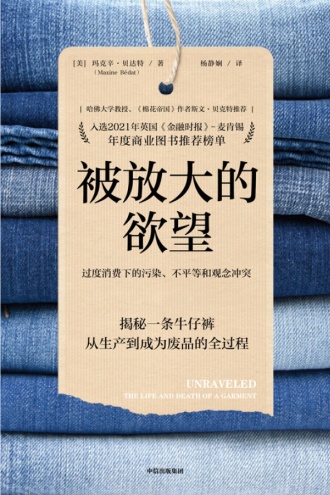 [美] 玛克辛·贝达特 / 著 杨静娴 / 译
(Maxine Bédat)
| 哈佛大学教授、《棉花帝国》作者斯文·贝克特推荐 |
入选2021年英国《金融时报》-麦肯锡
年度商业图书推荐榜单
被放大的
欲望
过度消费下的污染、不平等和观念冲突
揭秘一条牛仔裤
从生产到成为废品的全过程
UNRAVELED
THE LIFE AND DEATH OF A GARMENT
中信出版集团